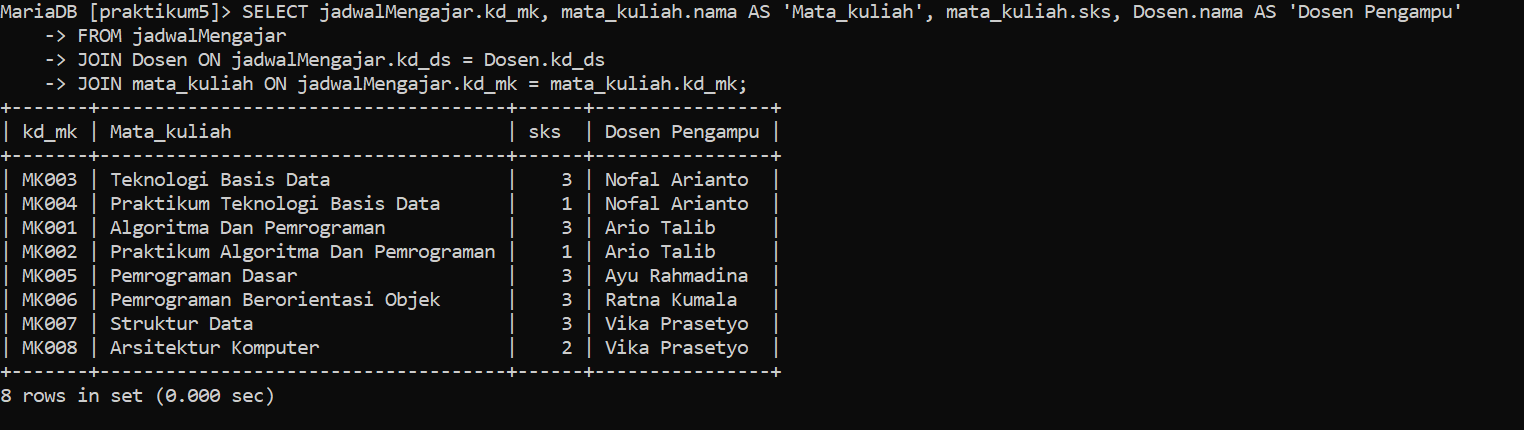 MariaDB [praktikum5]> SELECT jadwalMengajar.kd_mk, mata_kuliah.nama AS 'Mata_kuliah', mata_kuliah.sks, Dosen.nama AS 'Dosen Pengampu'
    -> FROM jadwalMengajar
    -> JOIN Dosen ON jadwalMengajar.kd_ds = Dosen.kd_ds
    -> JOIN mata_kuliah ON jadwalMengajar.kd_mk = mata_kuliah.kd_mk;
+-------+-------------------------------------+------+----------------+
| kd_mk | Mata_kuliah                         | sks  | Dosen Pengampu |
+-------+-------------------------------------+------+----------------+
| MK003 | Teknologi Basis Data                |    3 | Nofal Arianto  |
| MK004 | Praktikum Teknologi Basis Data      |    1 | Nofal Arianto  |
| MK001 | Algoritma Dan Pemrograman           |    3 | Ario Talib     |
| MK002 | Praktikum Algoritma Dan Pemrograman |    1 | Ario Talib     |
| MK005 | Pemrograman Dasar                   |    3 | Ayu Rahmadina  |
| MK006 | Pemrograman Berorientasi Objek      |    3 | Ratna Kumala   |
| MK007 | Struktur Data                       |    3 | Vika Prasetyo  |
| MK008 | Arsitektur Komputer                 |    2 | Vika Prasetyo  |
+-------+-------------------------------------+------+----------------+
8 rows in set (0.000 sec)